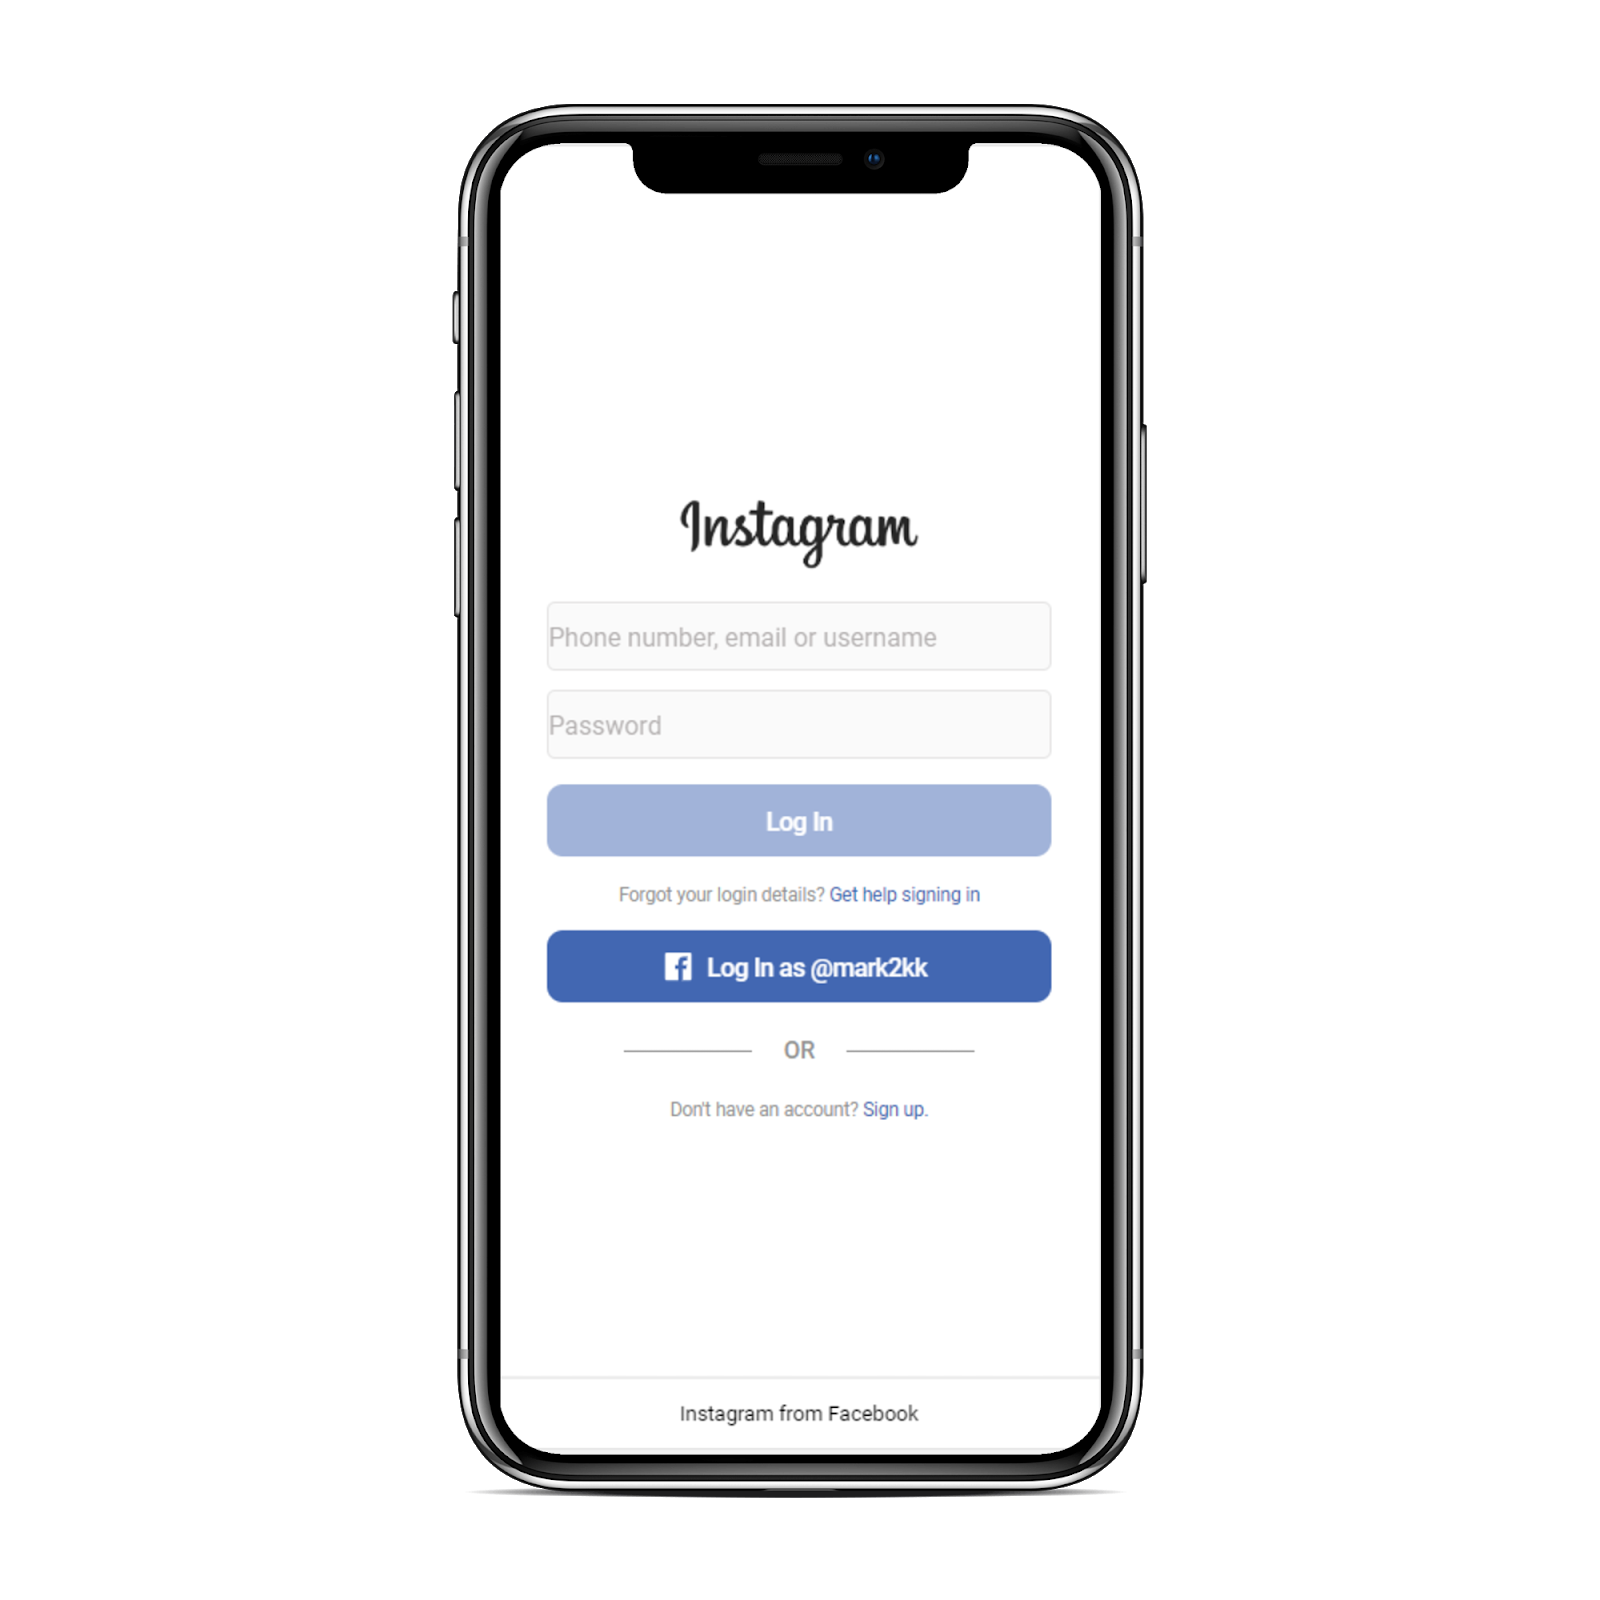 Instagram
Phone number, email or username
Password
Log In
Forgot your login details? Get help signing in
Log In as @mark2kk
OR
Don't have an account? Sign up.
Instagram from Facebook